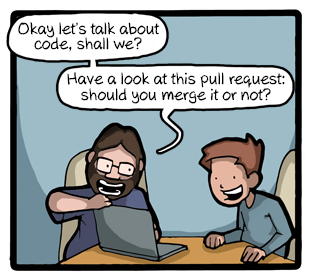 Okay let's talk about
code, shall we?
Have a look at this pull request:
should you merge it or not?